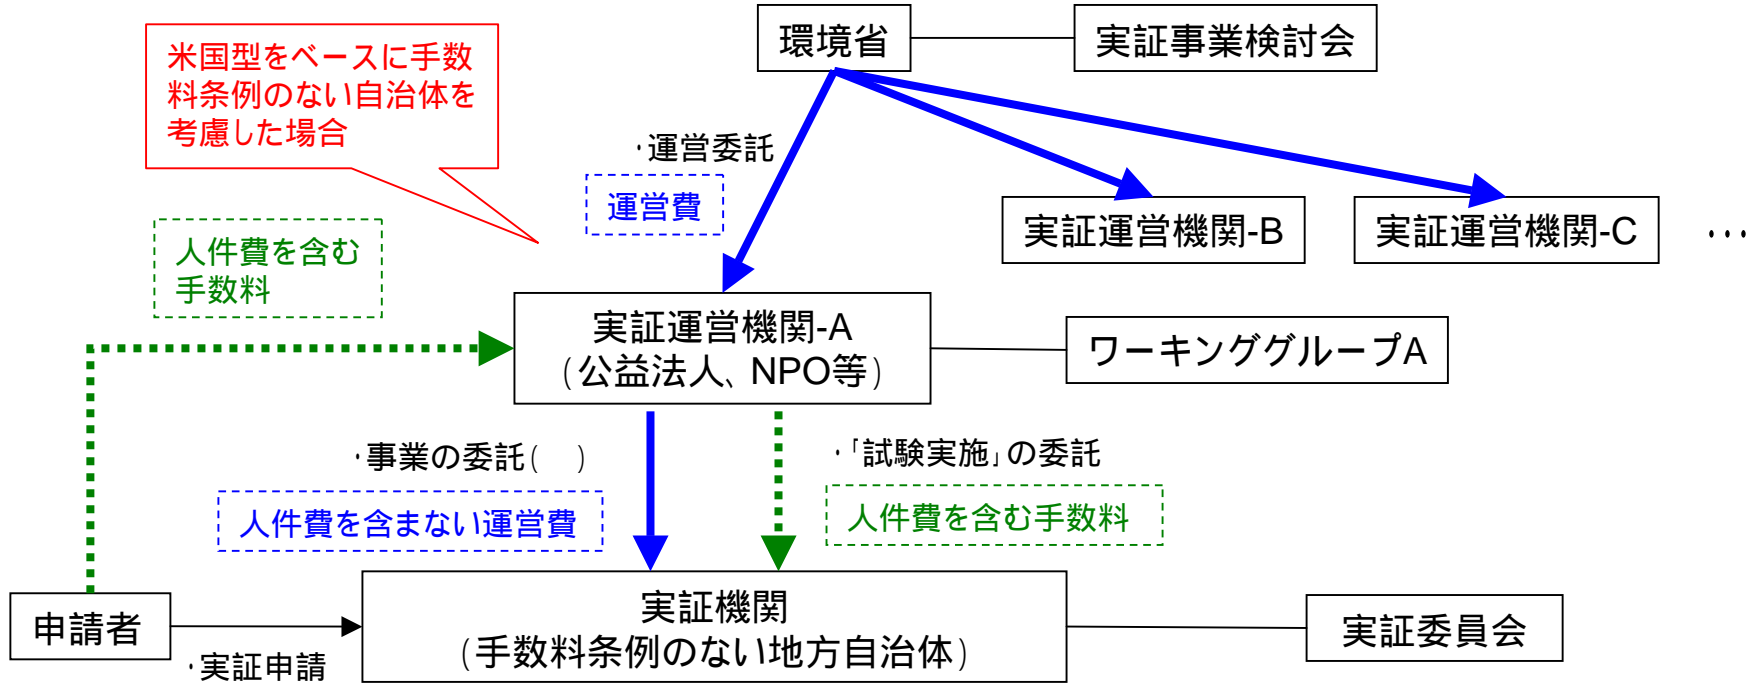 環境省
実証事業検討会
米国型をベースに手数
料条例のない自治体を
考慮した場合
・運営委託
運営費
実証運営機関-B
実証運営機関-C
・・・
人件費を含む
手数料
実証運営機関-A
(公益法人、NPO等)
ワーキンググループA
・事業の委託(　)
・「試験実施」の委託
人件費を含まない運営費
人件費を含む手数料
申請者
・実証申請
実証機関
(手数料条例のない地方自治体)
実証委員会